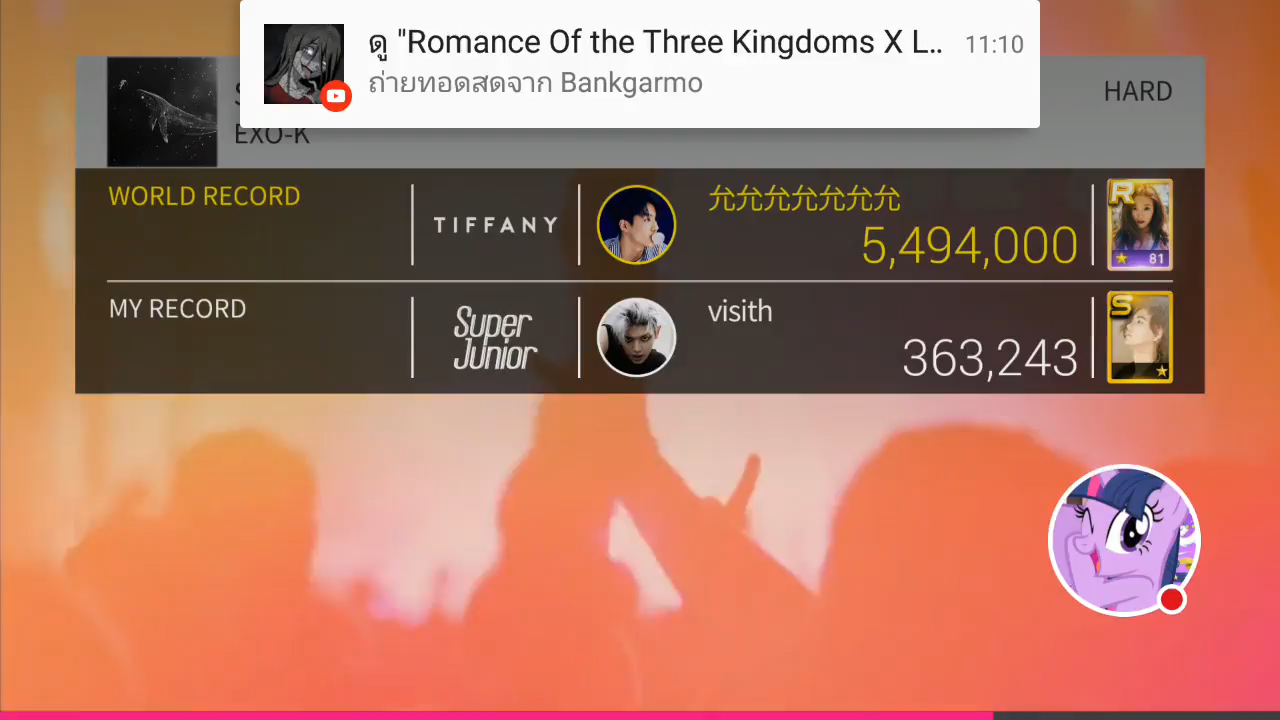 ดู "Romance Of the Three Kingdoms X L.. 11:10
ถ่ายทอดสดจาก Bankgarmo
EXO-K
HARD
WORLD RECORD
TIFFANY
允允允允允允允
5,494,000
R
81
MY RECORD
Super
Junior
visith
363,243
S